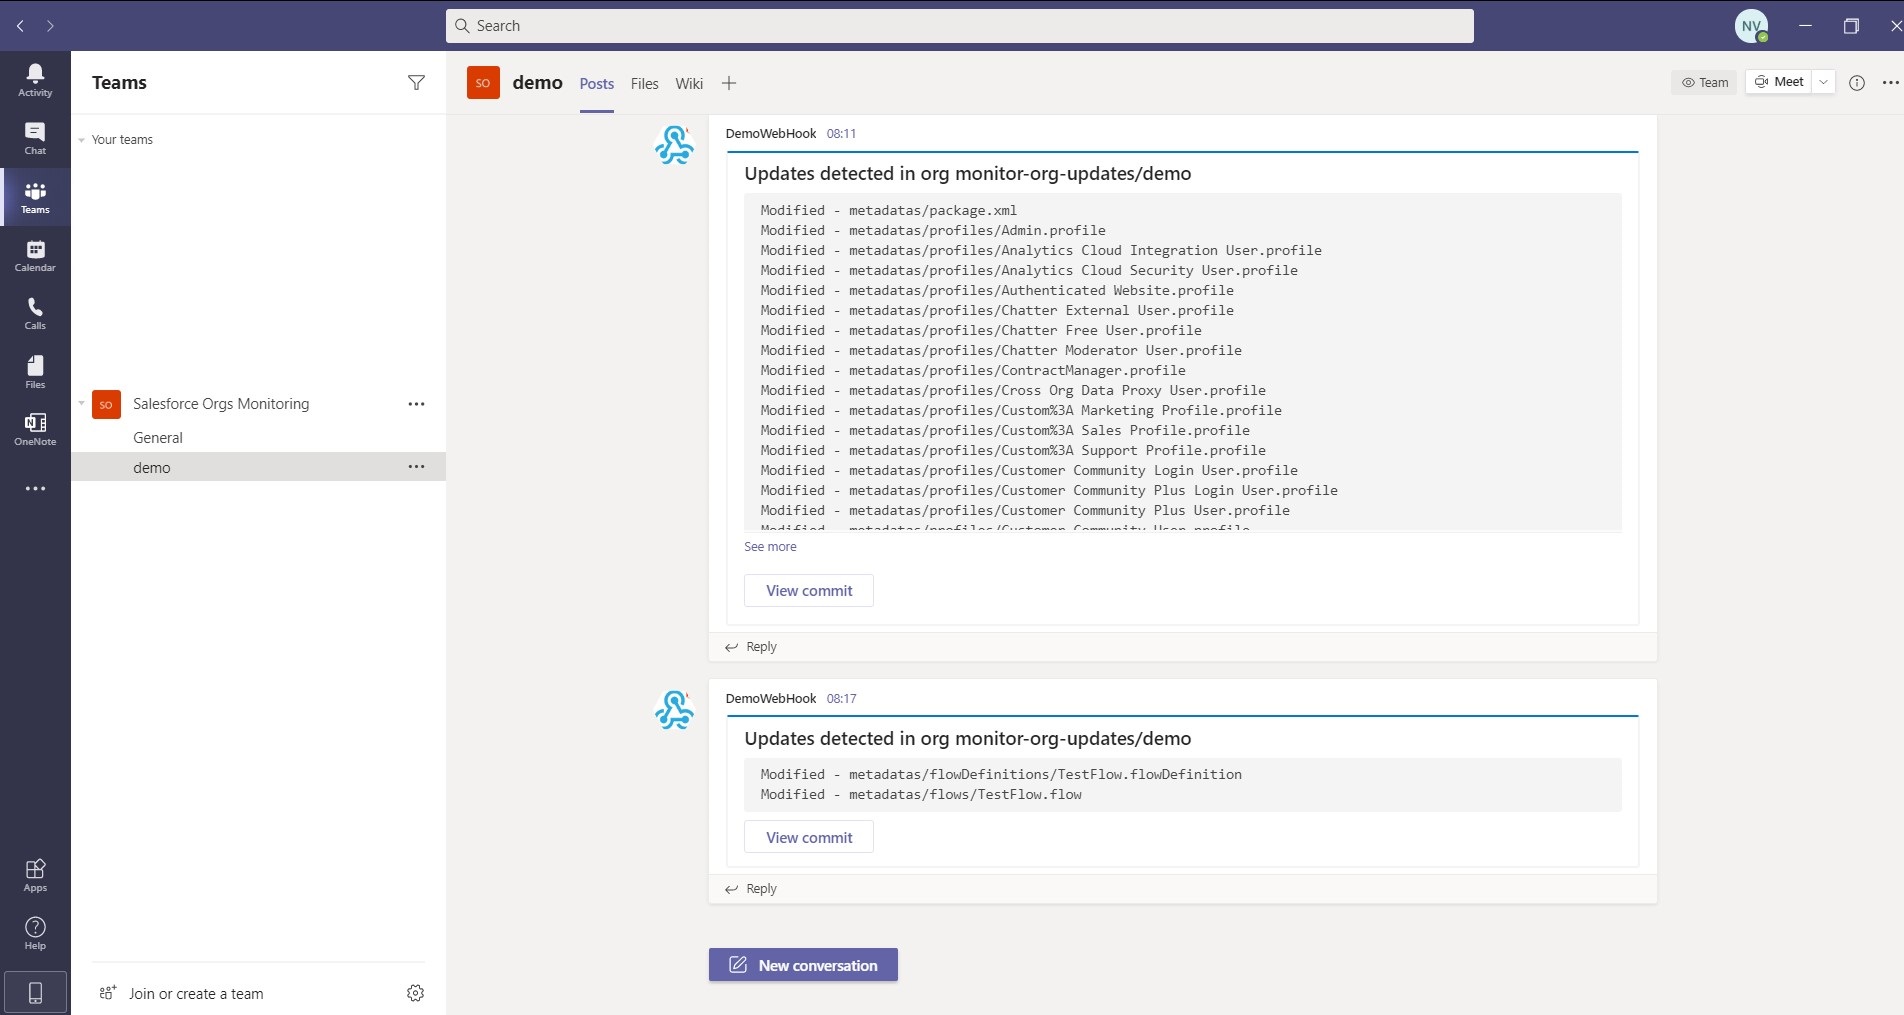 Search
NV
Activity
Chat
Teams
Calendar
Calls
Files
OneNote
Apps
Help
Teams
Your teams
SO Salesforce Orgs Monitoring
General
demo
Join or create a team
SO demo Posts Files Wiki
Team Meet
DemoWebHook 08:11
Updates detected in org monitor-org-updates/demo
Modified - metadatas/package.xml
Modified - metadatas/profiles/Admin.profile
Modified - metadatas/profiles/Analytics Cloud Integration User.profile
Modified - metadatas/profiles/Analytics Cloud Security User.profile
Modified - metadatas/profiles/Authenticated Website.profile
Modified - metadatas/profiles/Chatter External User.profile
Modified - metadatas/profiles/Chatter Free User.profile
Modified - metadatas/profiles/Chatter Moderator User.profile
Modified - metadatas/profiles/ContractManager.profile
Modified - metadatas/profiles/Cross Org Data Proxy User.profile
Modified - metadatas/profiles/Custom%3A Marketing Profile.profile
Modified - metadatas/profiles/Custom%3A Sales Profile.profile
Modified - metadatas/profiles/Custom%3A Support Profile.profile
Modified - metadatas/profiles/Customer Community Login User.profile
Modified - metadatas/profiles/Customer Community Plus Login User.profile
Modified - metadatas/profiles/Customer Community Plus User.profile
Modified - metadatas/profiles/Customer Community User.profile
See more
View commit
Reply
DemoWebHook 08:17
Updates detected in org monitor-org-updates/demo
Modified - metadatas/flowDefinitions/TestFlow.flowDefinition
Modified - metadatas/flows/TestFlow.flow
View commit
Reply
New conversation